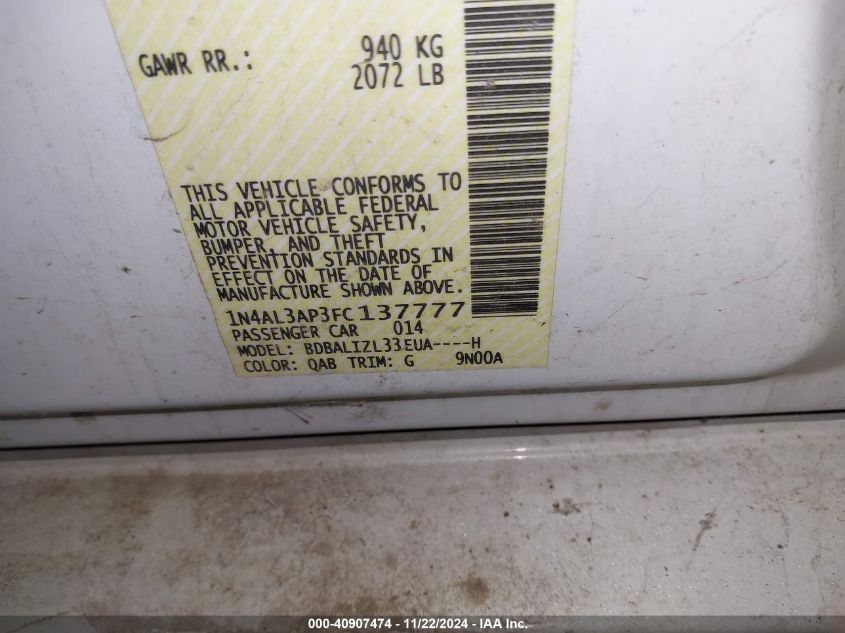 GAWR RR.: 940 KG
2072 LB
THIS VEHICLE CONFORMS TO
ALL APPLICABLE FEDERAL
MOTOR VEHICLE SAFETY,
BUMPER, AND THEFT
PREVENTION STANDARDS IN
EFFECT ON THE DATE OF
MANUFACTURE SHOWN ABOVE.
1N4AL3AP3FC137777
PASSENGER CAR 014
MODEL: BDBALIZL33EUA----H
COLOR: QAB TRIM: G 9N00A
000-40907474 - 11/22/2024 - IAA Inc.